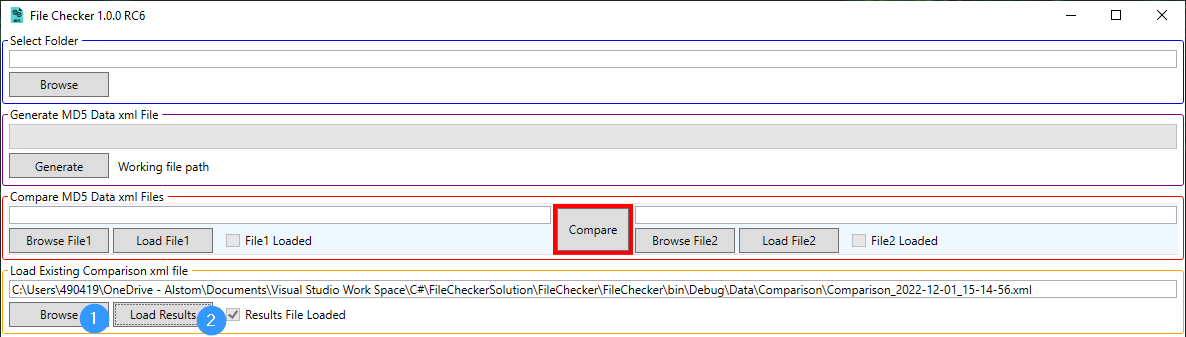 File Checker 1.0.0 RC6
Select Folder
Browse
Generate MD5 Data xml File
Generate Working file path
Compare MD5 Data xml Files
Compare
Browse File1 Load File1 File1 Loaded Browse File2 Load File2 File2 Loaded
Load Existing Comparison xml file
C:\Users\490419\OneDrive - Alstom\Documents\Visual Studio Work Space\C#\FileCheckerSolution\FileChecker\FileChecker\bin\Debug\Data\Comparison\Comparison_2022-12-01_15-14-56.xml
Browse 1 Load Results 2 Results File Loaded